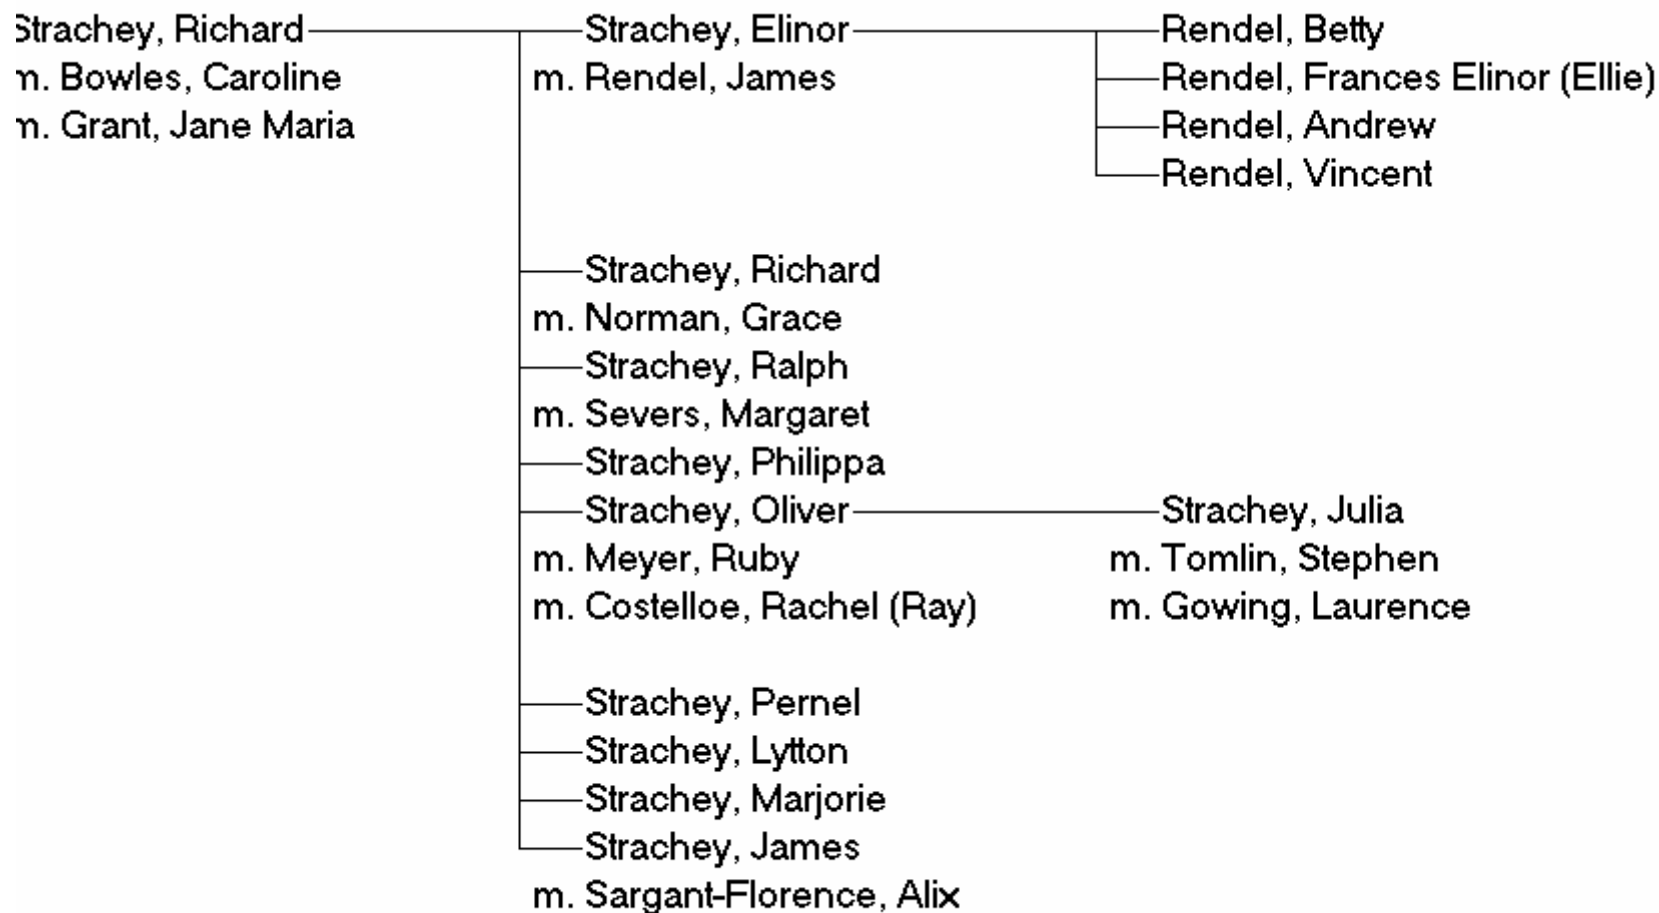 Strachey, Richard Strachey, Elinor Rendel, Betty
m. Bowles, Caroline m. Rendel, James Rendel, Frances Elinor (Ellie)
m. Grant, Jane Maria Rendel, Andrew
Rendel, Vincent
Strachey, Richard
m. Norman, Grace
Strachey, Ralph
m. Severs, Margaret
Strachey, Philippa
Strachey, Oliver Strachey, Julia
m. Meyer, Ruby m. Tomlin, Stephen
m. Costelloe, Rachel (Ray) m. Gowing, Laurence
Strachey, Pernel
Strachey, Lytton
Strachey, Marjorie
Strachey, James
m. Sargant-Florence, Alix